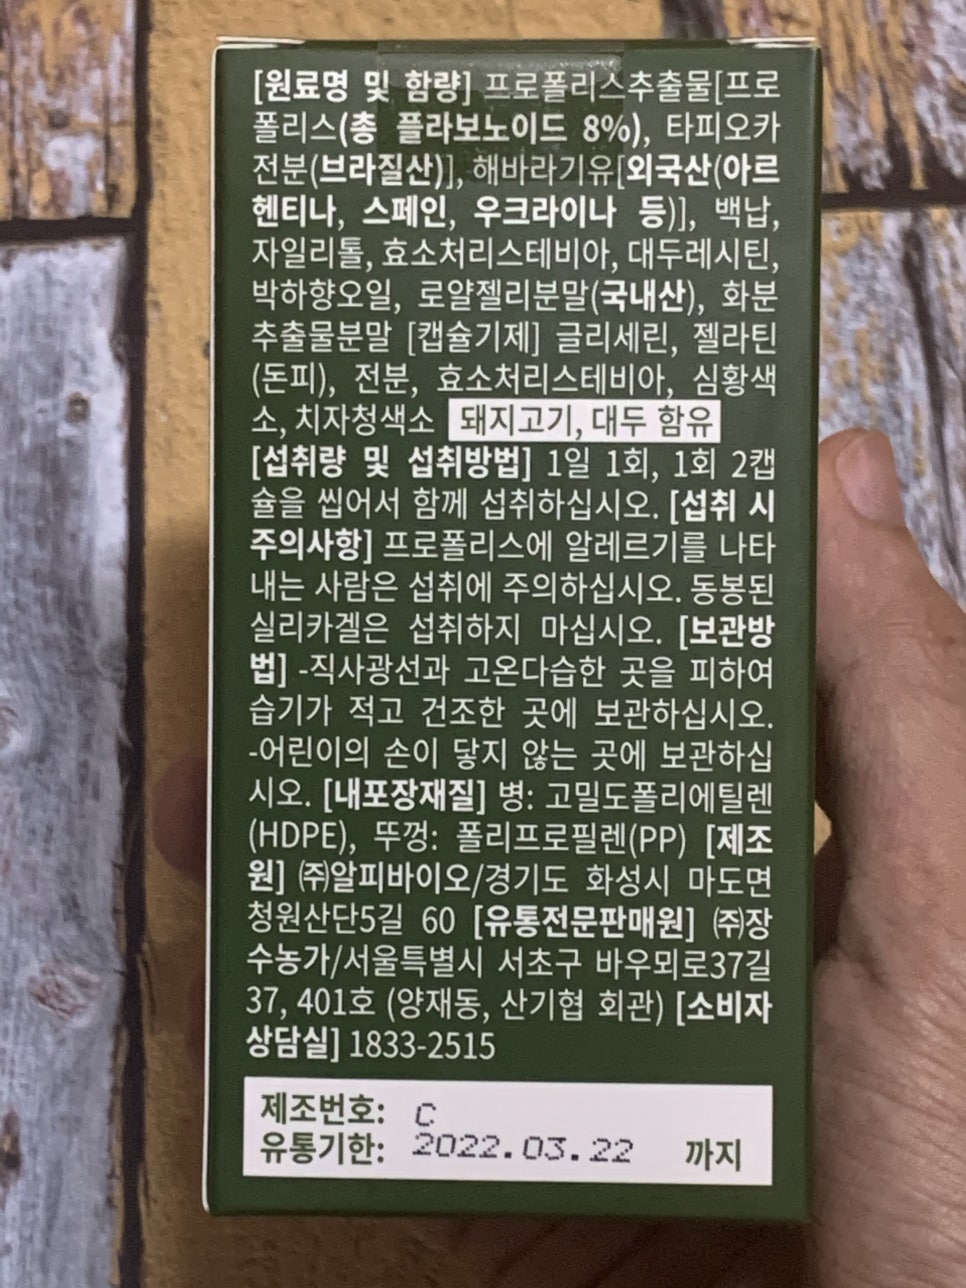 [원료명 및 함량] 프로폴리스추출물[프로
폴리스(총 플라보노이드 8%), 타피오카
전분(브라질산)], 해바라기유[외국산(아르
헨티나, 스페인, 우크라이나 등)], 백납,
자일리톨, 효소처리스테비아, 대두레시틴,
박하향오일, 로얄젤리분말(국내산), 화분
추출물분말 [캡슐기제] 글리세린, 젤라틴
(돈피), 전분, 효소처리스테비아, 심황색
소, 치자청색소 돼지고기, 대두 함유
[섭취량 및 섭취방법] 1일 1회, 1회 2캡
슐을 씹어서 함께 섭취하십시오. [섭취 시
주의사항] 프로폴리스에 알레르기를 나타
내는 사람은 섭취에 주의하십시오. 동봉된
실리카겔은 섭취하지 마십시오. [보관방
법] -직사광선과 고온다습한 곳을 피하여
습기가 적고 건조한 곳에 보관하십시오.
-어린이의 손이 닿지 않는 곳에 보관하십
시오. [내포장재질] 병: 고밀도폴리에틸렌
(HDPE), 뚜껑: 폴리프로필렌(PP) [제조
원] ㈜알피바이오/경기도 화성시 마도면
청원산단5길 60 [유통전문판매원] ㈜장
수농가/서울특별시 서초구 바우뫼로37길
37, 401호 (양재동, 산기협 회관) [소비자
상담실] 1833-2515
제조번호: C
유통기한: 2022.03.22 까지